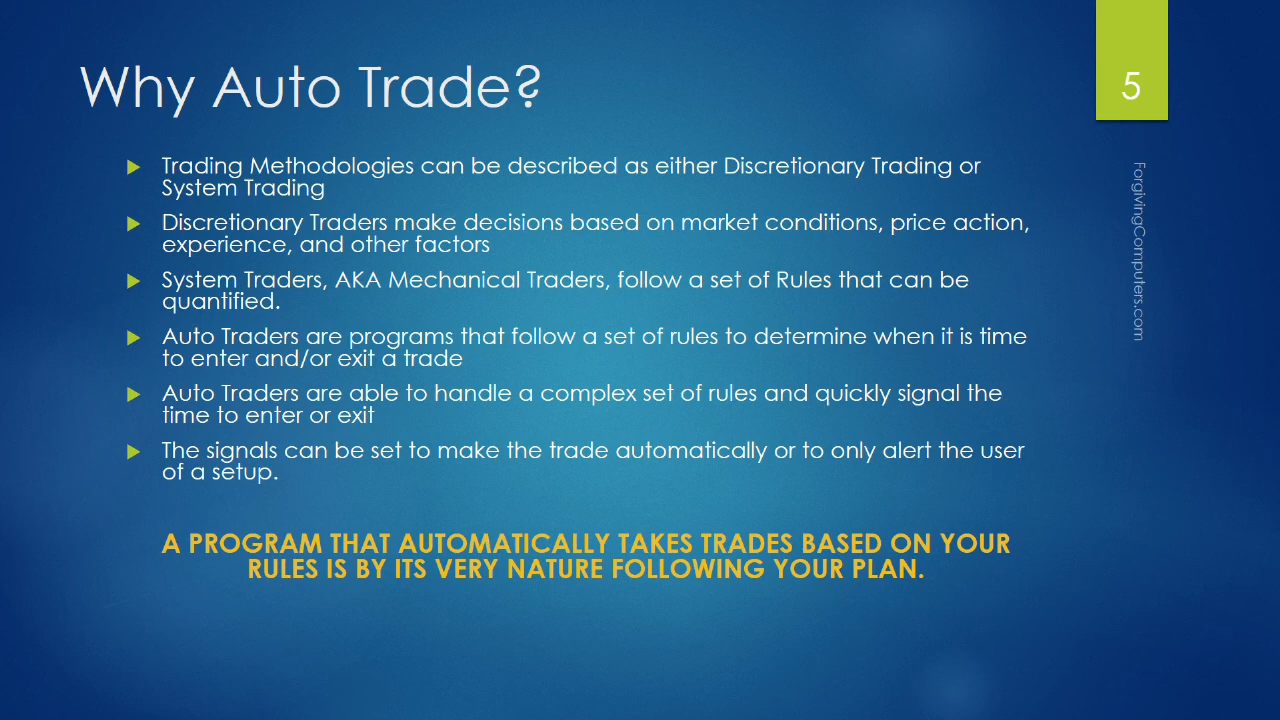 Why Auto Trade?
5
Trading Methodologies can be described as either Discretionary Trading or
System Trading
Discretionary Traders make decisions based on market conditions, price action,
experience, and other factors
System Traders, AKA Mechanical Traders, follow a set of Rules that can be
quantified.
Auto Traders are programs that follow a set of rules to determine when it is time
to enter and/or exit a trade
Auto Traders are able to handle a complex set of rules and quickly signal the
time to enter or exit
The signals can be set to make the trade automatically or to only alert the user
of a setup.
A PROGRAM THAT AUTOMATICALLY TAKES TRADES BASED ON YOUR
RULES IS BY ITS VERY NATURE FOLLOWING YOUR PLAN.
ForgivingComputers.com